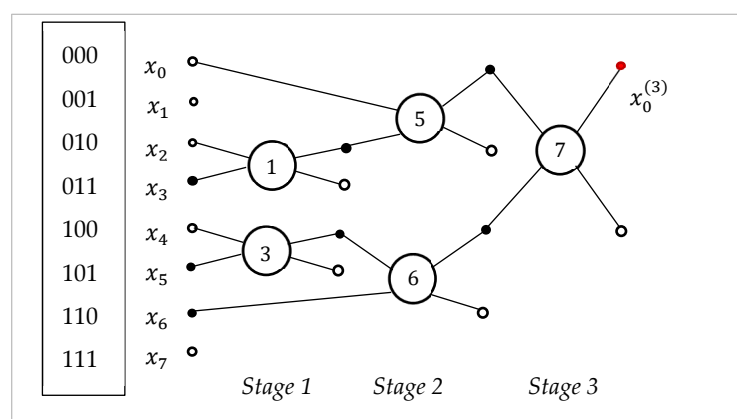 000 x₀
001 x₁
010 x₂
011 x₃
100 x₄
101 x₅
110 x₆
111 x₇
1
3
5
6
7
x₀⁽³⁾
Stage 1 Stage 2 Stage 3